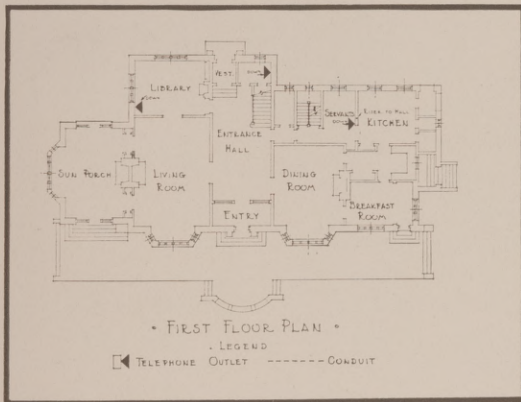 LIBRARY
VEST.
SERVANTS
KITCHEN
ENTRANCE
HALL
SUN PORCH
LIVING
ROOM
DINING
ROOM
ENTRY
BREAKFAST
ROOM
• FIRST FLOOR PLAN •
• LEGEND
TELEPHONE OUTLET ------- CONDUIT